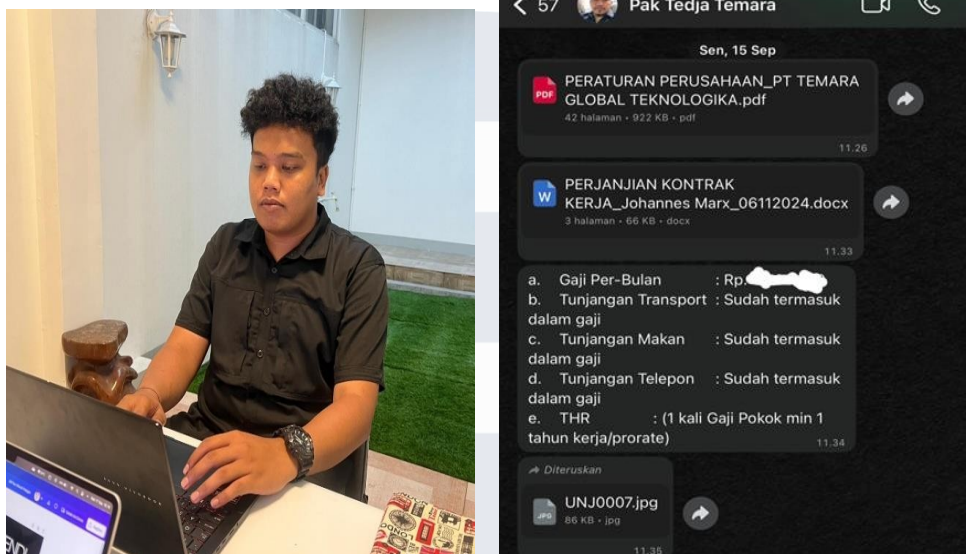 57
Pak Tedja Temara
Sen, 15 Sep
PDF
PERATURAN PERUSAHAAN_PT TEMARA
GLOBAL TEKNOLOGIKA.pdf
42 halaman • 922 KB • pdf
11.26
W
PERJANJIAN KONTRAK
KERJA_Johannes Marx_06112024.docx
3 halaman • 66 KB • docx
11.33
a. Gaji Per-Bulan : Rp.
b. Tunjangan Transport : Sudah termasuk
dalam gaji
c. Tunjangan Makan : Sudah termasuk
dalam gaji
d. Tunjangan Telepon : Sudah termasuk
dalam gaji
e. THR : (1 kali Gaji Pokok min 1
tahun kerja/prorate)
11.34
Diteruskan
JPG
UNJ0007.jpg
86 KB • jpg
11.35
LONDON